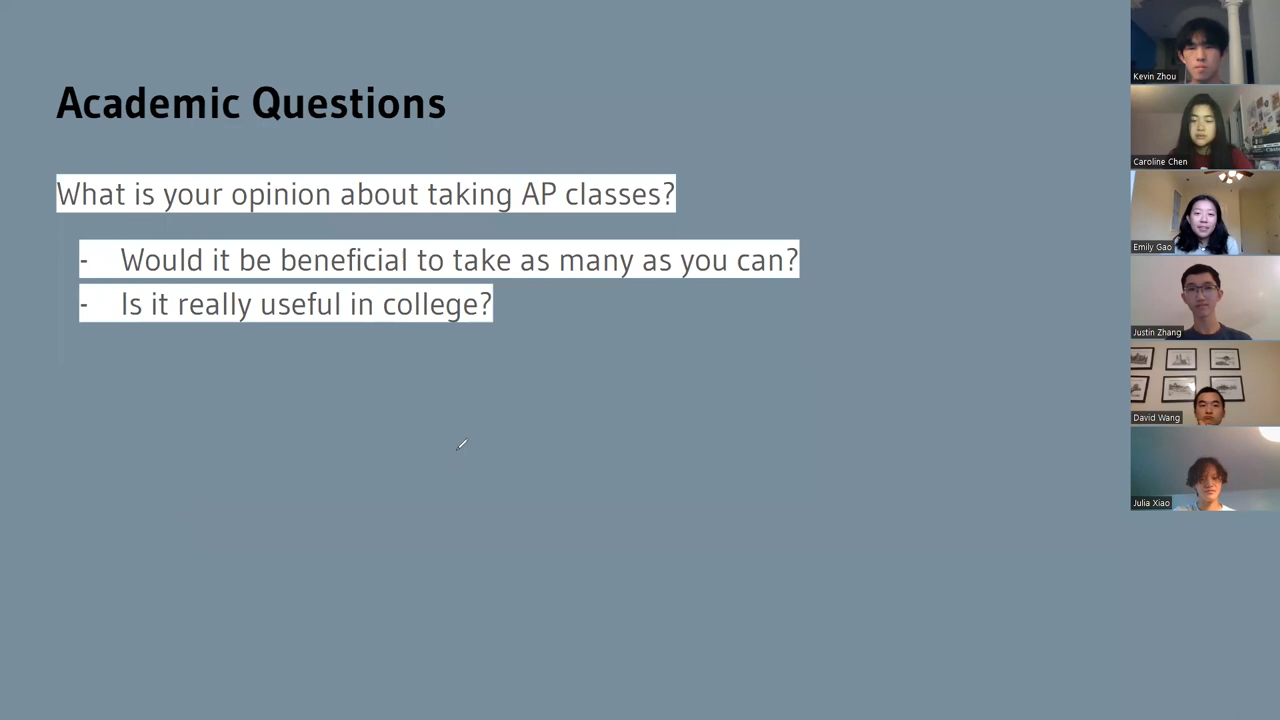 Academic Questions
What is your opinion about taking AP classes?
- Would it be beneficial to take as many as you can?
- Is it really useful in college?
Kevin Zhou
Caroline Chen
Emily Gao
Justin Zhang
David Wang
Julia Xiao